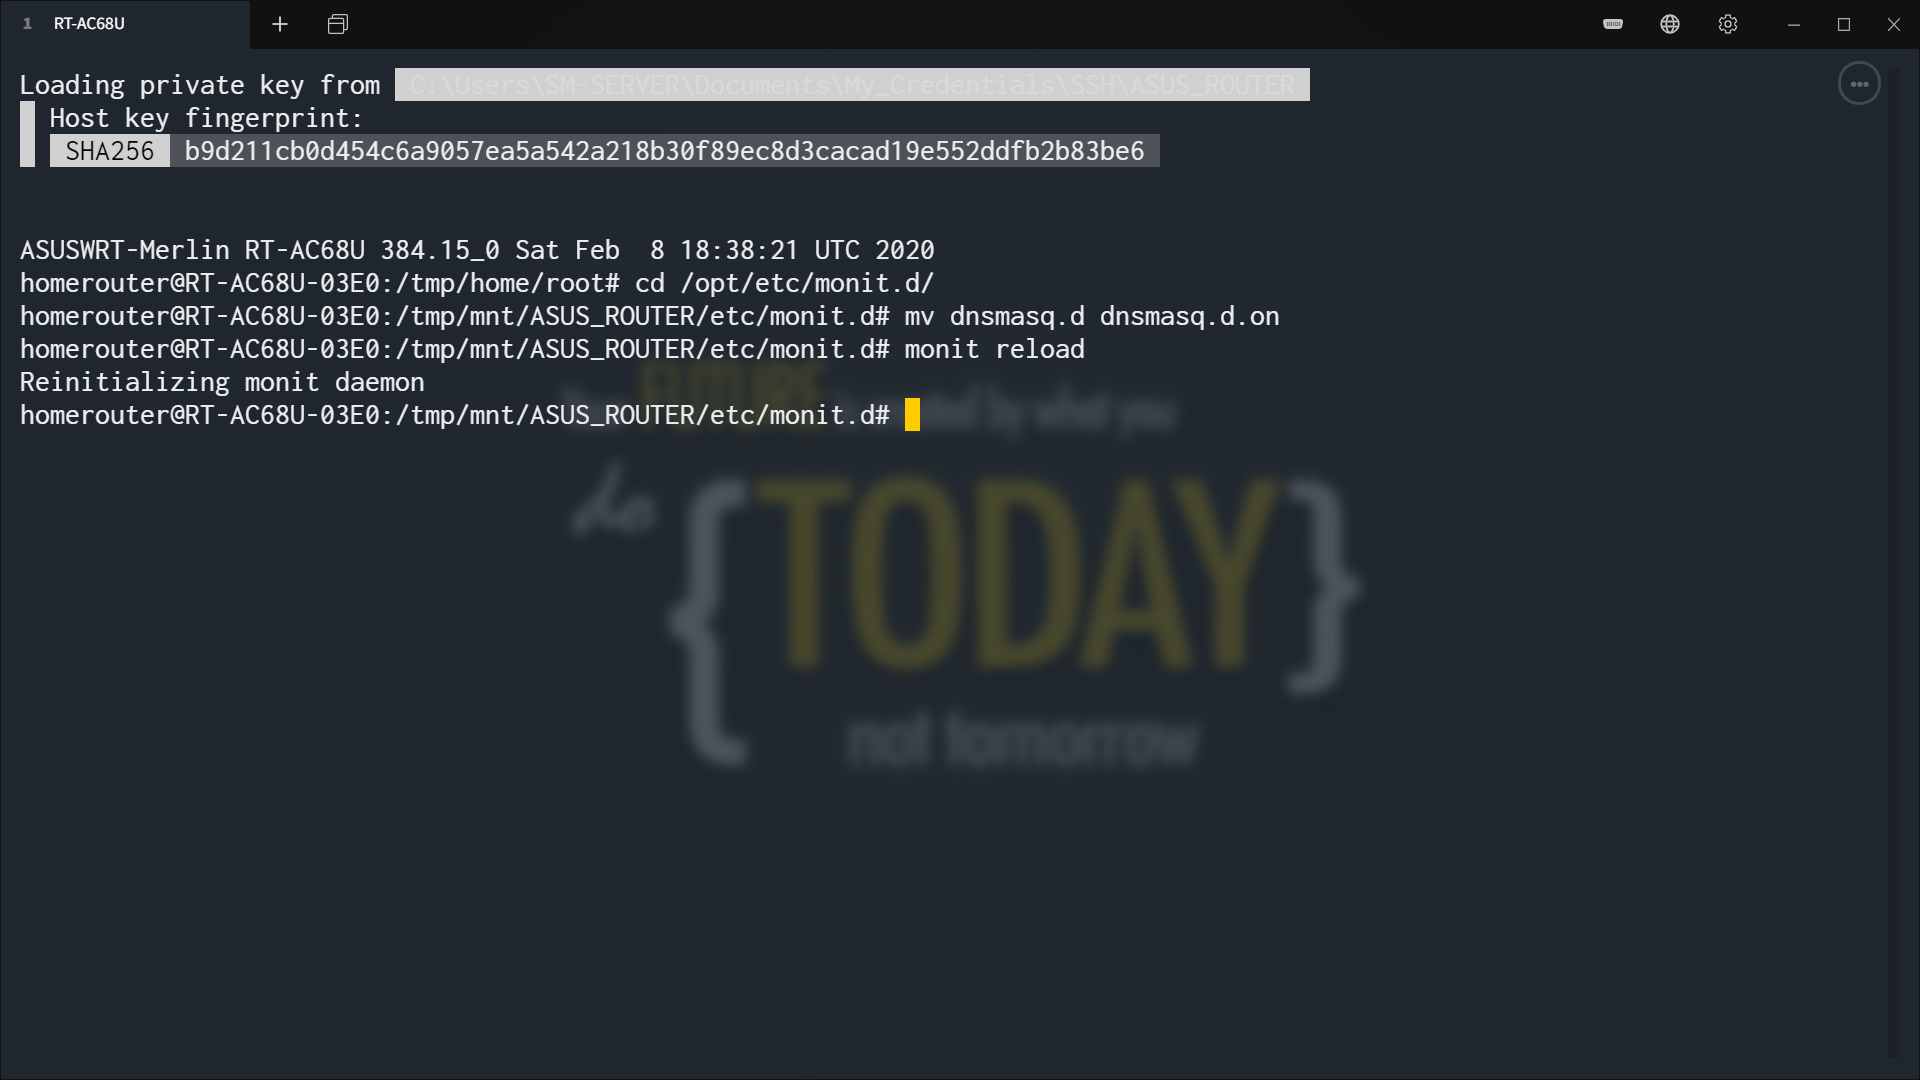 1 RT-AC68U
Loading private key from C:\Users\SM-SERVER\Documents\My_Credentials\SSH\ASUS_ROUTER
Host key fingerprint:
SHA256 b9d211cb0d454c6a9057ea5a542a218b30f89ec8d3cacad19e552ddfb2b83be6
ASUSWRT-Merlin RT-AC68U 384.15_0 Sat Feb  8 18:38:21 UTC 2020
homerouter@RT-AC68U-03E0:/tmp/home/root# cd /opt/etc/monit.d/
homerouter@RT-AC68U-03E0:/tmp/mnt/ASUS_ROUTER/etc/monit.d# mv dnsmasq.d dnsmasq.d.on
homerouter@RT-AC68U-03E0:/tmp/mnt/ASUS_ROUTER/etc/monit.d# monit reload
Reinitializing monit daemon
homerouter@RT-AC68U-03E0:/tmp/mnt/ASUS_ROUTER/etc/monit.d#
FUTURE by what you
do { TODAY }
not tomorrow